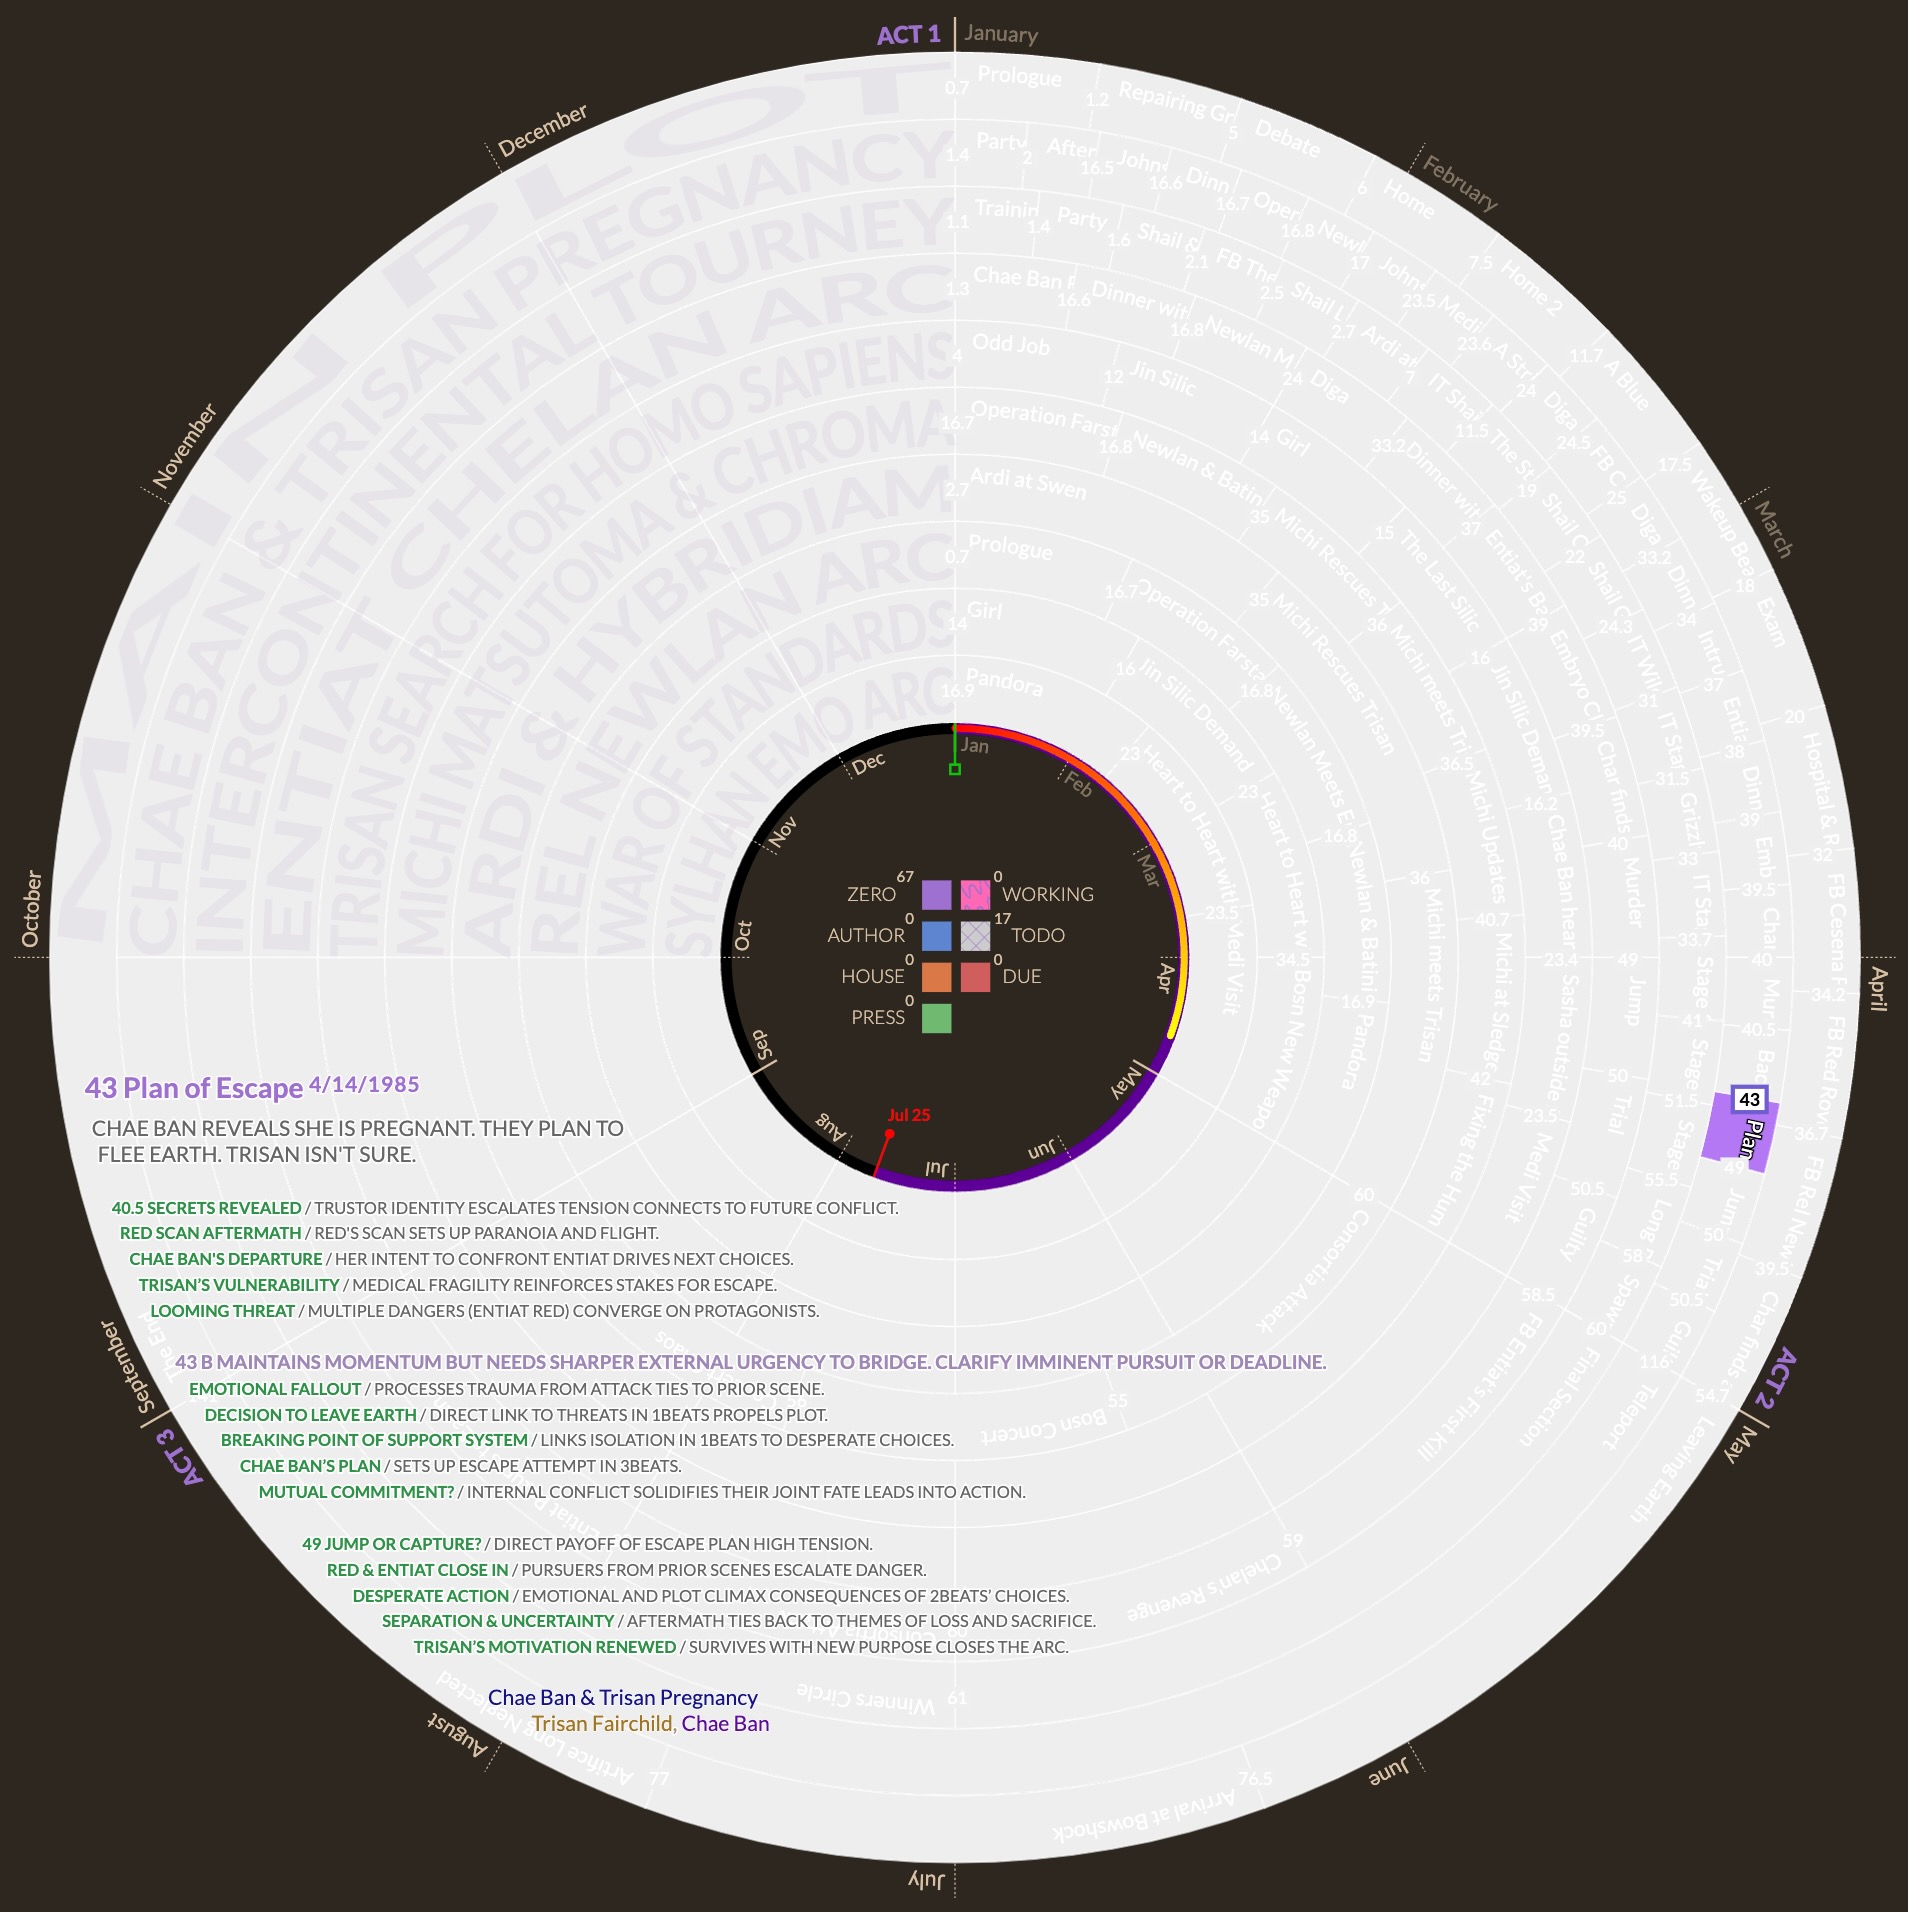 ACT 1
January
February
March
April
ACT 2
May
June
July
August
September
ACT 3
October
November
December
MAIN PLOT
CHAE BAN & TRISAN PREGNANCY
INTERCONTINENTAL TOURNEY
ENTIAT CHELAN ARC
TRISAN SEARCH FOR HOMO SAPIENS
MICHI MATSUTOMA & CHROMA
ARDI & HYBRIDIAM
REL NEWLAN ARC
WAR OF STANDARDS
SYLHAN EMO ARC
0.7 Prologue
1.2 Repairing Gr
5 Debate
6 Home
7.5 Home 2
11.7 A Blue
17.5 Wakeup Bea
18 Exam
20 Hospital & R
32 FB Cesena F
34.2 FB Red Rovin
36.7 FB Rel New
39.5 Char finds
54.7 Leaving Earth
76.5 Arrival at Bowshock
77 Artifice Long Neglected
The End
1.4 Party
2 After
16.5 Johns
16.6 Dinn
16.7 Oper
16.8 Newl
17 Johns
23.5 Medi
23.6 A Stra
24 Diga
24.5 FB C
25 Diga
33.2 Dinn
34 Intru
37 Entia
38 Dinn
39 Emb
39.5 Char
40 Mur
40.5 Bac
43 Plan
49 Jum
50 Tria
50.5 Guilt
116 Teleport
1.1 Trainin
1.4 Party
1.6 Shail &
2.1 FB The
2.5 Shail L
2.7 Ardi at
7 IT Shai
11.5 The St
19 Shail C
22 Shail C
24.3 IT Will
31 IT Star
31.5 Grizzl
33 IT Sta
33.7 Stage
41 Stage
51.5 Stage
55.5 Long
58 Spaw
60 Final Section
61 Winners Circle
1.3 Chae Ban P
16.6 Dinner with
16.8 Newlan M
24 Diga
33.2 Dinner with
37 Entiat's Ba
39 Embryo C
39.5 Char finds
40 Murder
49 Jump
50 Trial
50.5 Guilty
58.5 FB Entiat's First Kill
59 Chelan's Revenge
4 Odd Job
12 Jin Silic
14 Girl
15 The Last Silic
16 Jin Silic Deman
16.2 Chae Ban hear
23.4 Sasha outside
23.5 Medi Visit
16.7 Operation Farsta
16.8 Newlan & Batin
35 Michi Rescues T
36 Michi meets Tri
36.5 Michi Updates
40.7 Michi at Sledge
42 Fixing the Hum
2.7 Ardi at Swen
35 Michi Rescues Trisan
36 Michi meets Trisan
55 Bosn Concert
0.7 Prologue
16.7 Operation Farsta
16.8 Newlan Meets E
16.8 Newlan & Batini
16.9 Pandora
60 Consortia Attack
14 Girl
16 Jin Silic Demand
23 Heart to Heart w
34.5 Bosn New Weapo
16.9 Pandora
23 Heart to Heart with
23.5 Medi Visit
Jan
Feb
Mar
Apr
May
Jun
Jul
Aug
Sep
Oct
Nov
Dec
Jul 25
ZERO 67
0 WORKING
AUTHOR 0
17 TODO
HOUSE 0
0 DUE
PRESS 0
43 Plan of Escape 4/14/1985
CHAE BAN REVEALS SHE IS PREGNANT. THEY PLAN TO
FLEE EARTH. TRISAN ISN'T SURE.
40.5 SECRETS REVEALED / TRUSTOR IDENTITY ESCALATES TENSION CONNECTS TO FUTURE CONFLICT.
RED SCAN AFTERMATH / RED'S SCAN SETS UP PARANOIA AND FLIGHT.
CHAE BAN'S DEPARTURE / HER INTENT TO CONFRONT ENTIAT DRIVES NEXT CHOICES.
TRISAN'S VULNERABILITY / MEDICAL FRAGILITY REINFORCES STAKES FOR ESCAPE.
LOOMING THREAT / MULTIPLE DANGERS (ENTIAT RED) CONVERGE ON PROTAGONISTS.
43 B MAINTAINS MOMENTUM BUT NEEDS SHARPER EXTERNAL URGENCY TO BRIDGE. CLARIFY IMMINENT PURSUIT OR DEADLINE.
EMOTIONAL FALLOUT / PROCESSES TRAUMA FROM ATTACK TIES TO PRIOR SCENE.
DECISION TO LEAVE EARTH / DIRECT LINK TO THREATS IN 1BEATS PROPELS PLOT.
BREAKING POINT OF SUPPORT SYSTEM / LINKS ISOLATION IN 1BEATS TO DESPERATE CHOICES.
CHAE BAN'S PLAN / SETS UP ESCAPE ATTEMPT IN 3BEATS.
MUTUAL COMMITMENT? / INTERNAL CONFLICT SOLIDIFIES THEIR JOINT FATE LEADS INTO ACTION.
49 JUMP OR CAPTURE? / DIRECT PAYOFF OF ESCAPE PLAN HIGH TENSION.
RED & ENTIAT CLOSE IN / PURSUERS FROM PRIOR SCENES ESCALATE DANGER.
DESPERATE ACTION / EMOTIONAL AND PLOT CLIMAX CONSEQUENCES OF 2BEATS' CHOICES.
SEPARATION & UNCERTAINTY / AFTERMATH TIES BACK TO THEMES OF LOSS AND SACRIFICE.
TRISAN'S MOTIVATION RENEWED / SURVIVES WITH NEW PURPOSE CLOSES THE ARC.
Chae Ban & Trisan Pregnancy
Trisan Fairchild, Chae Ban